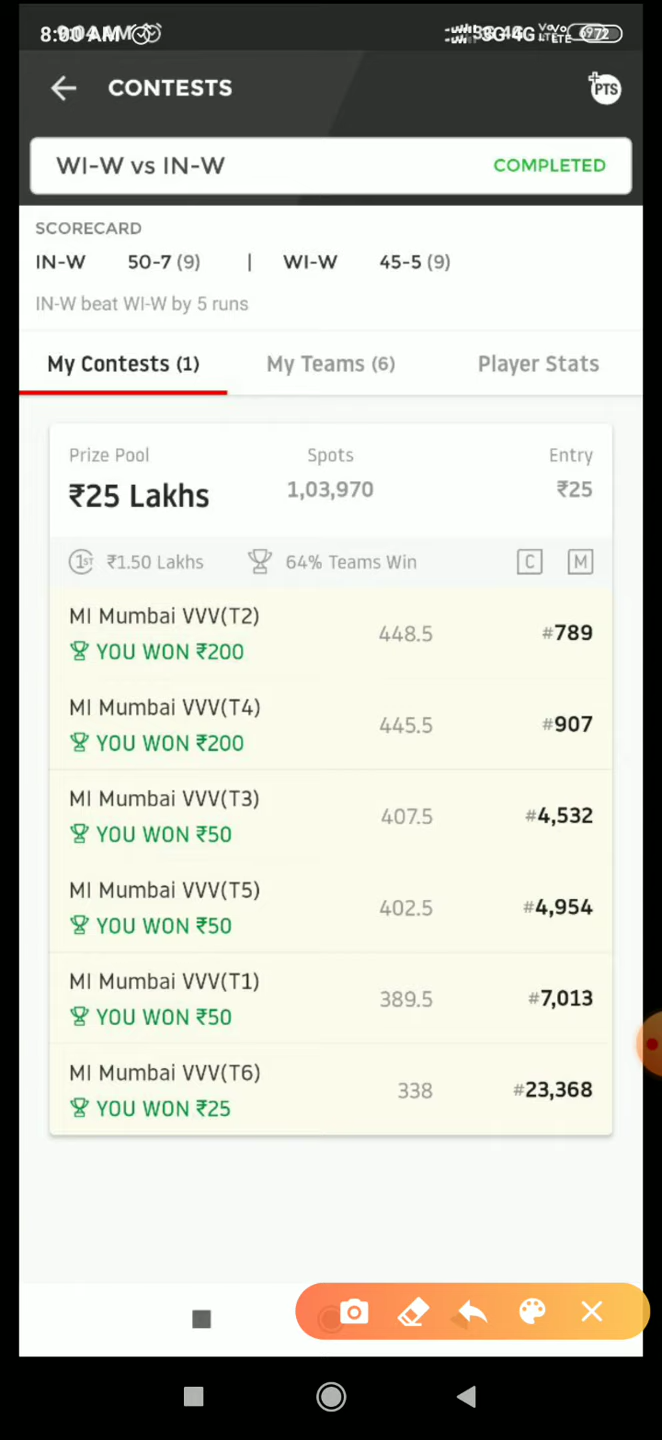 CONTESTS
PTS
WI-W vs IN-W COMPLETED
SCORECARD
IN-W 50-7 (9) | WI-W 45-5 (9)
IN-W beat WI-W by 5 runs
My Contests (1) My Teams (6) Player Stats
Prize Pool Spots Entry
₹25 Lakhs 1,03,970 ₹25
1ST ₹1.50 Lakhs 64% Teams Win C M
MI Mumbai VVV(T2) 448.5 #789
YOU WON ₹200
MI Mumbai VVV(T4) 445.5 #907
YOU WON ₹200
MI Mumbai VVV(T3) 407.5 #4,532
YOU WON ₹50
MI Mumbai VVV(T5) 402.5 #4,954
YOU WON ₹50
MI Mumbai VVV(T1) 389.5 #7,013
YOU WON ₹50
MI Mumbai VVV(T6) 338 #23,368
YOU WON ₹25